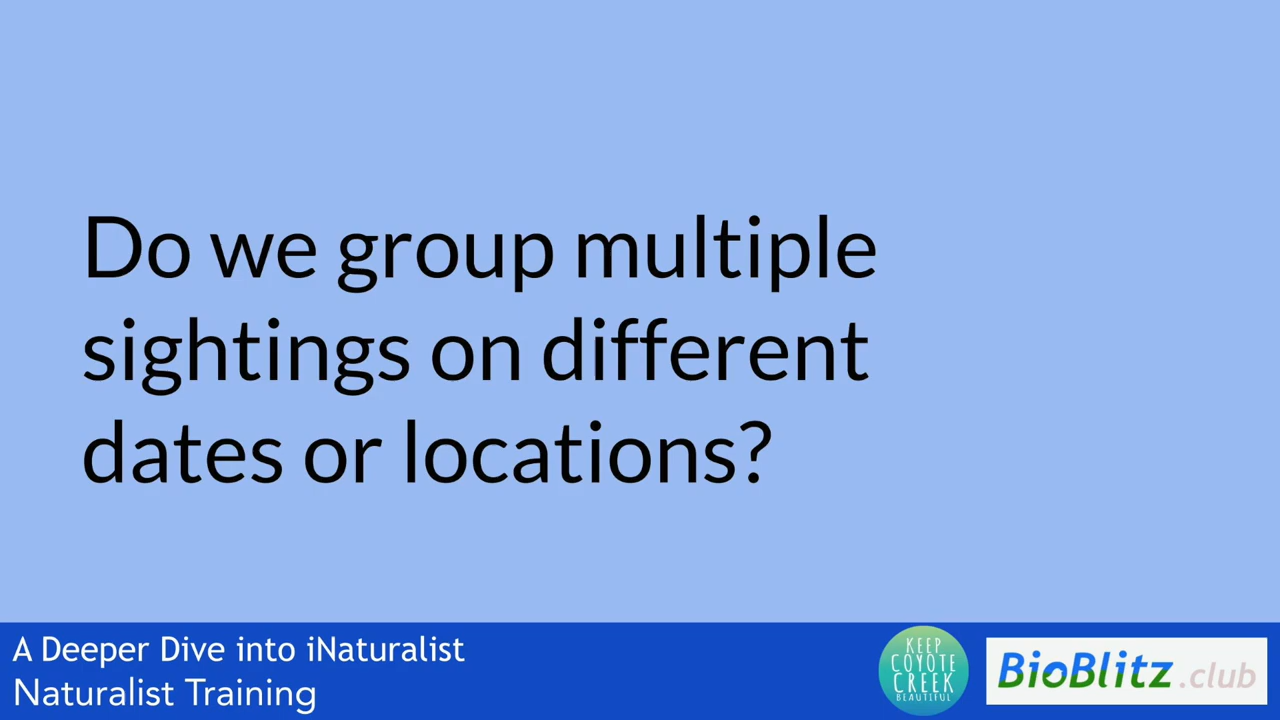 Do we group multiple
sightings on different
dates or locations?
A Deeper Dive into iNaturalist
Naturalist Training
KEEP
COYOTE
CREEK
BEAUTIFUL
BioBlitz.club